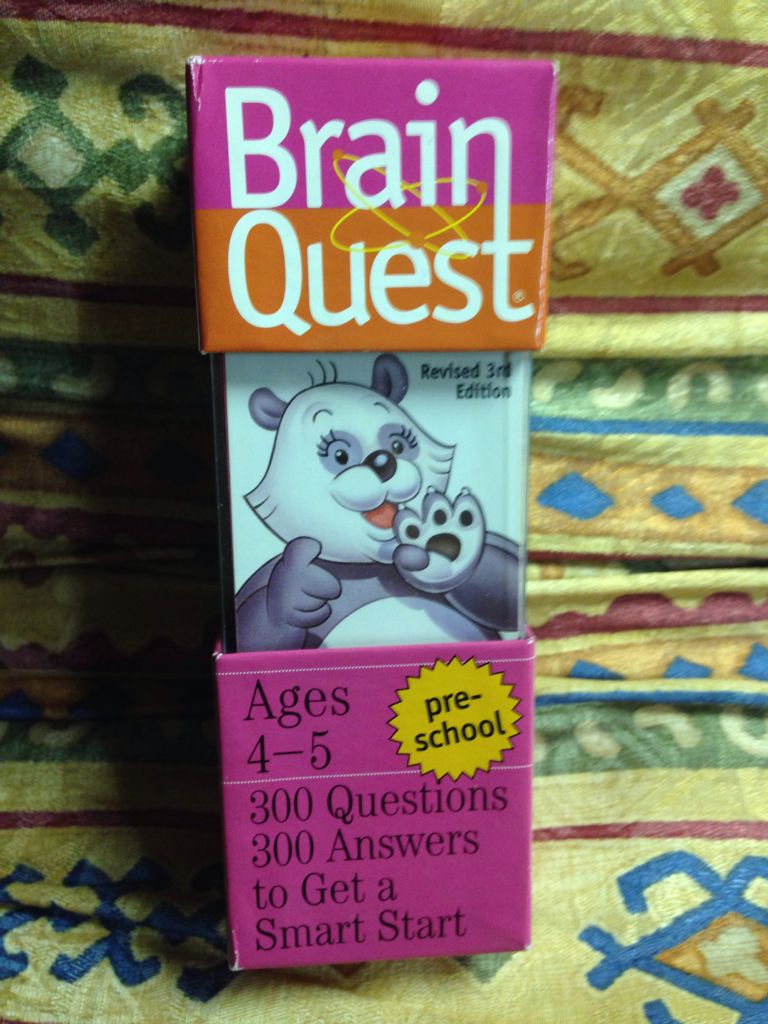 Brain
Quest®
Revised 3rd
Edition
Ages
4–5
pre-
school
300 Questions
300 Answers
to Get a
Smart Start